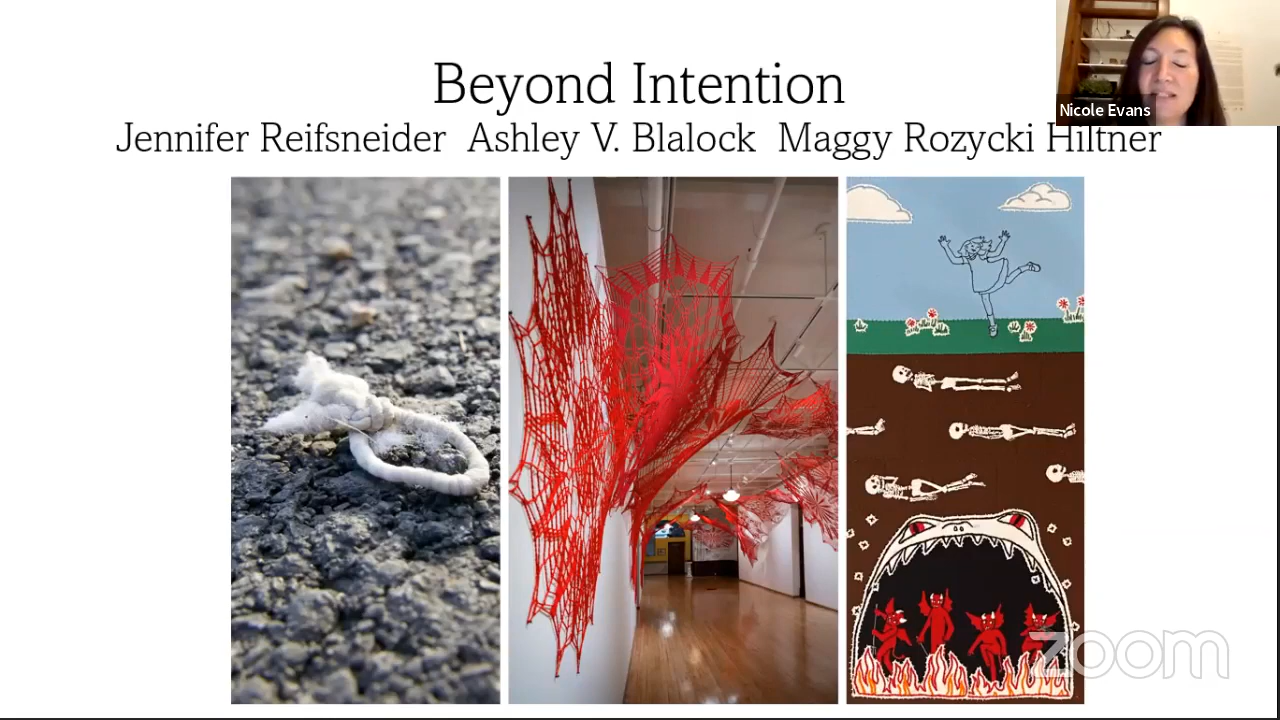 Beyond Intention
Jennifer Reifsneider Ashley V. Blalock Maggy Rozycki Hiltner
Nicole Evans
zoom